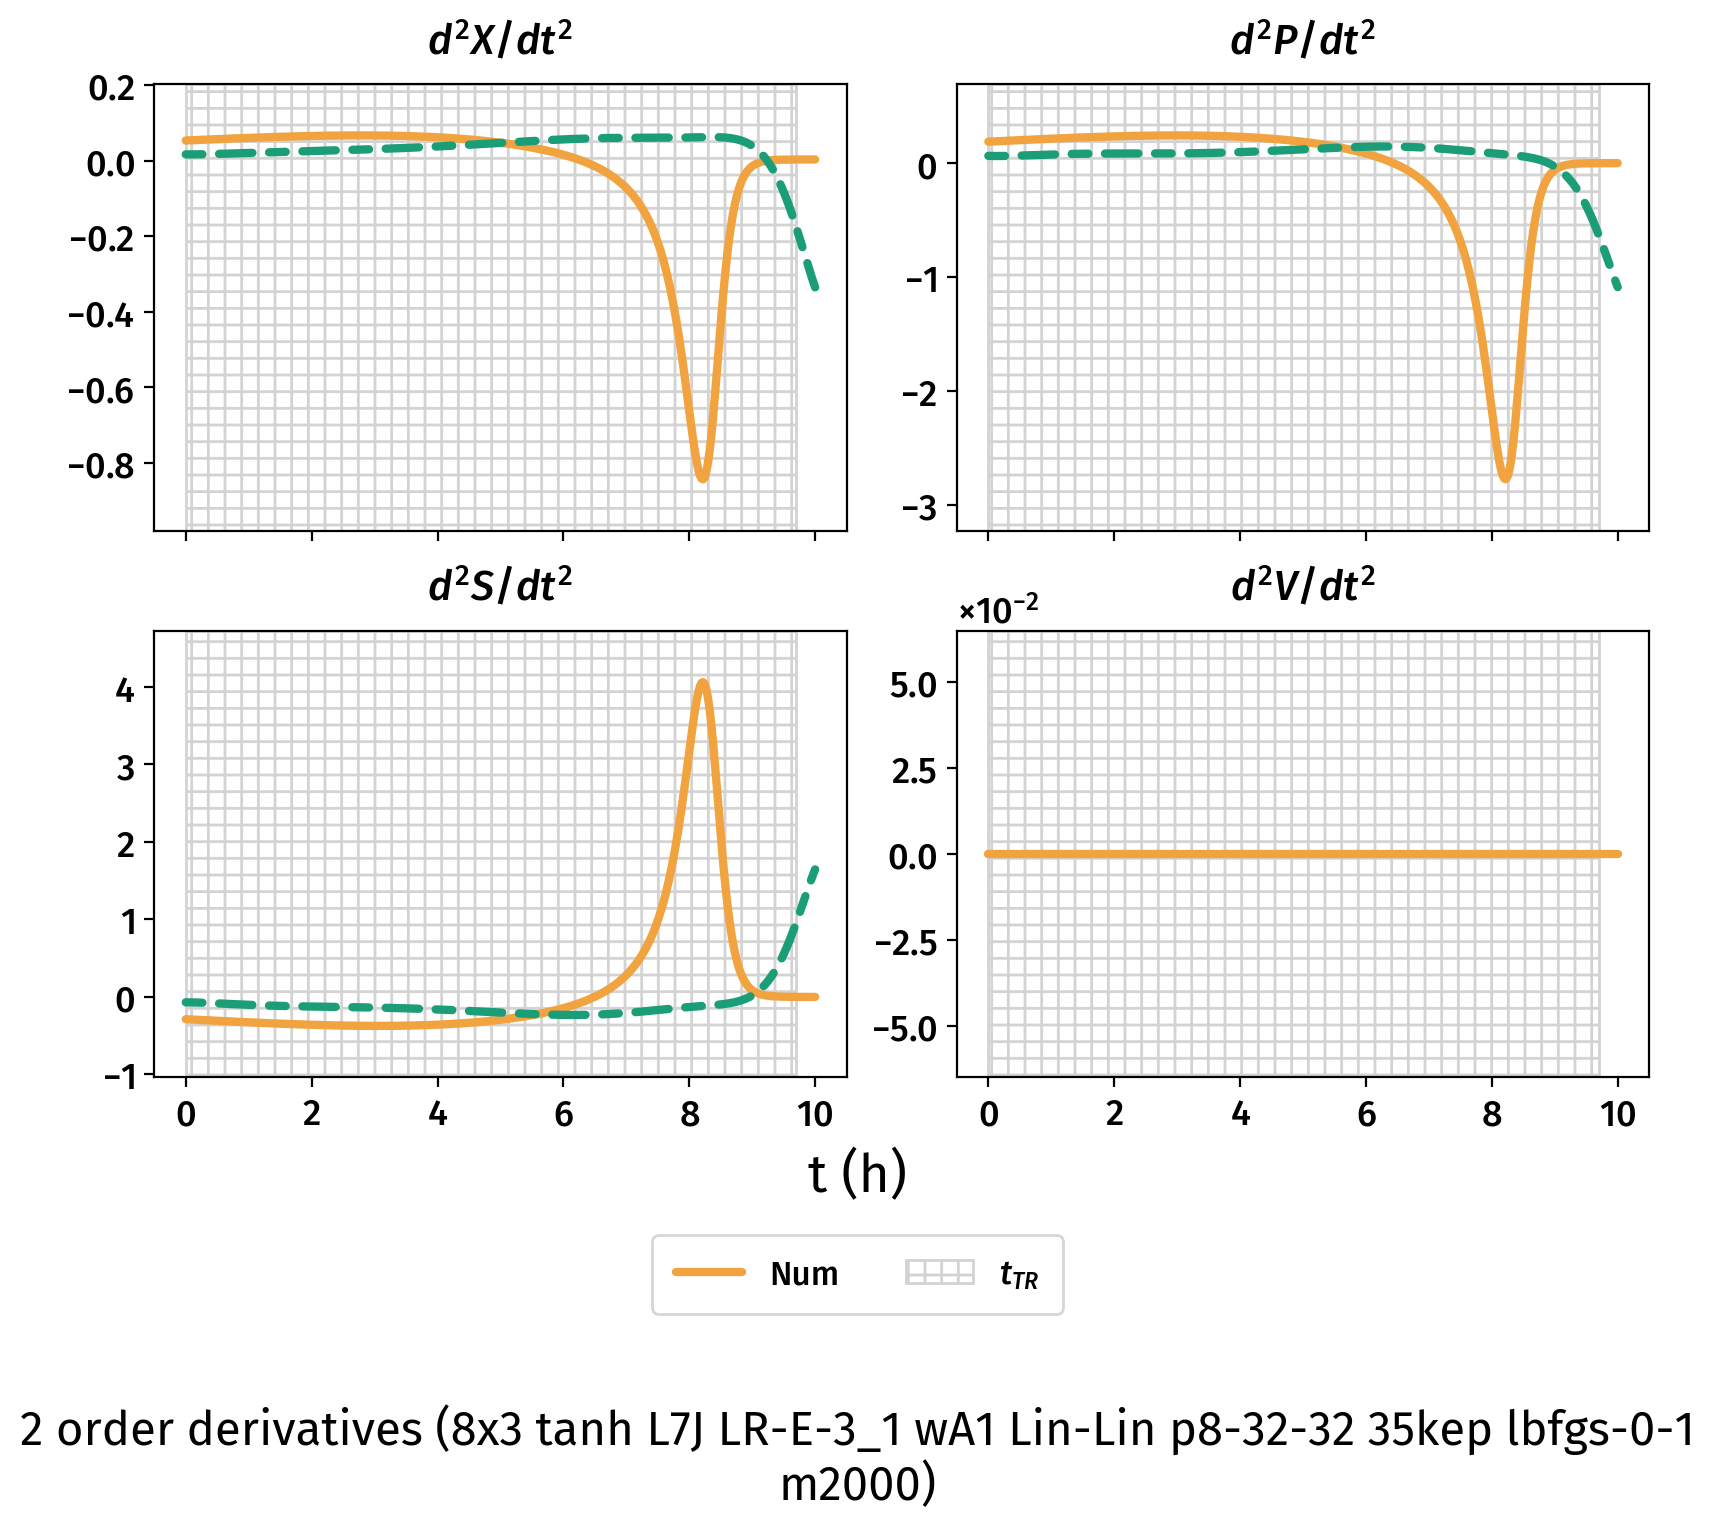 d²X/dt²
d²P/dt²
0.2
0.0
−0.2
−0.4
−0.6
−0.8
0
−1
−2
−3
d²S/dt²
d²V/dt²
×10⁻²
4
3
2
1
0
−1
5.0
2.5
0.0
−2.5
−5.0
0 2 4 6 8 10
0 2 4 6 8 10
t (h)
Num t_TR
2 order derivatives (8x3 tanh L7J LR-E-3_1 wA1 Lin-Lin p8-32-32 35kep lbfgs-0-1
m2000)